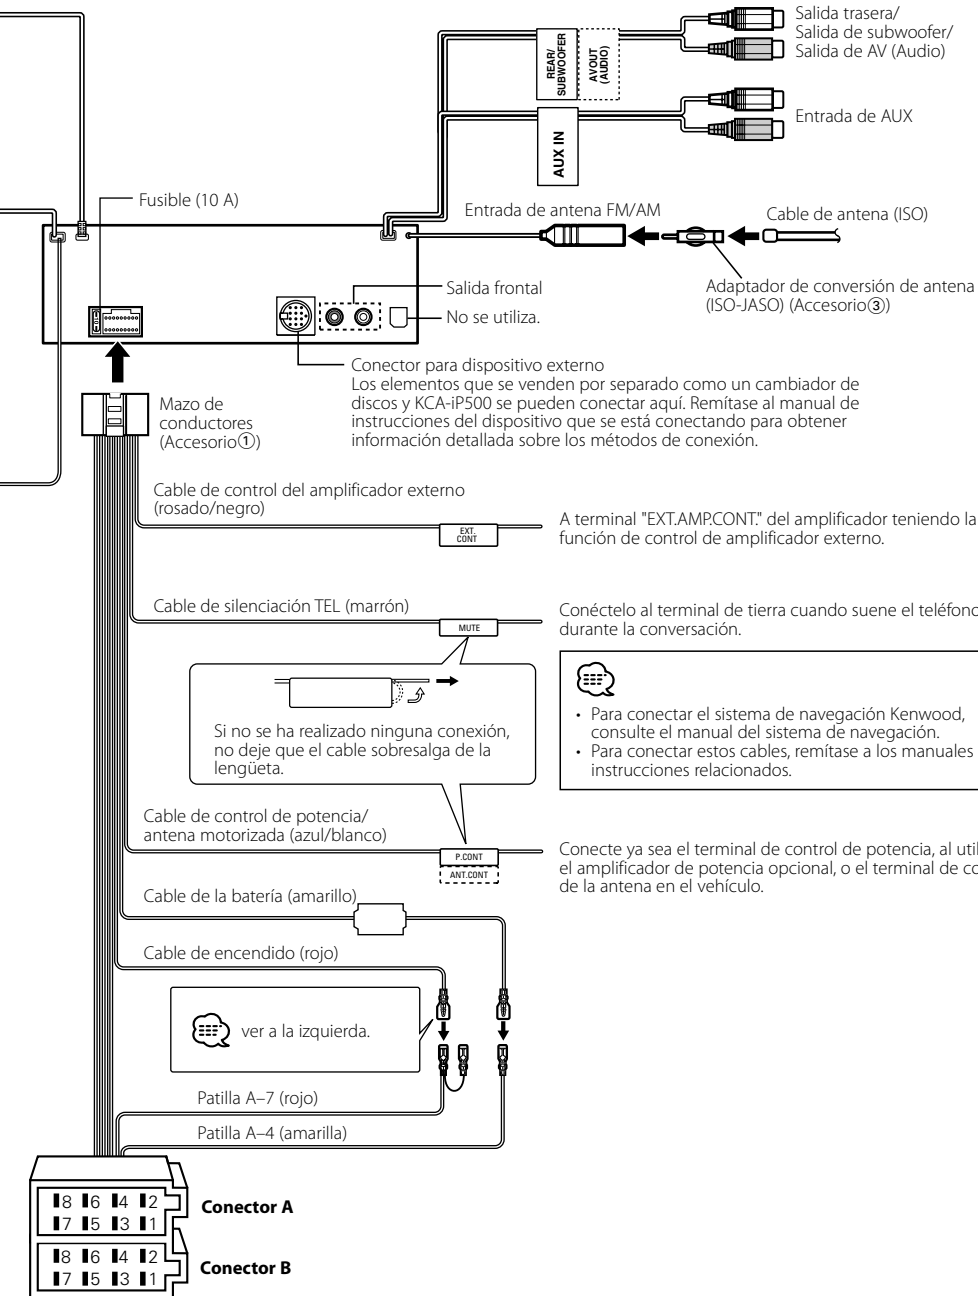 Salida trasera/
Salida de subwoofer/
Salida de AV (Audio)
REAR/
SUBWOOFER
AV OUT
(AUDIO)
Entrada de AUX
AUX IN
Fusible (10 A)
Entrada de antena FM/AM
Cable de antena (ISO)
Adaptador de conversión de antena
(ISO-JASO) (Accesorio③)
Salida frontal
No se utiliza.
Conector para dispositivo externo
Los elementos que se venden por separado como un cambiador de
discos y KCA-iP500 se pueden conectar aquí. Remítase al manual de
instrucciones del dispositivo que se está conectando para obtener
información detallada sobre los métodos de conexión.
Mazo de
conductores
(Accesorio①)
Cable de control del amplificador externo
(rosado/negro)
EXT.
CONT
A terminal "EXT.AMP.CONT." del amplificador teniendo la
función de control de amplificador externo.
Cable de silenciación TEL (marrón)
MUTE
Conéctelo al terminal de tierra cuando suene el teléfono
durante la conversación.
Si no se ha realizado ninguna conexión,
no deje que el cable sobresalga de la
lengüeta.
• Para conectar el sistema de navegación Kenwood,
consulte el manual del sistema de navegación.
• Para conectar estos cables, remítase a los manuales
instrucciones relacionados.
Cable de control de potencia/
antena motorizada (azul/blanco)
P.CONT
ANT.CONT
Conecte ya sea el terminal de control de potencia, al util
el amplificador de potencia opcional, o el terminal de co
de la antena en el vehículo.
Cable de la batería (amarillo)
Cable de encendido (rojo)
ver a la izquierda.
Patilla A–7 (rojo)
Patilla A–4 (amarilla)
8 6 4 2
7 5 3 1
Conector A
8 6 4 2
7 5 3 1
Conector B